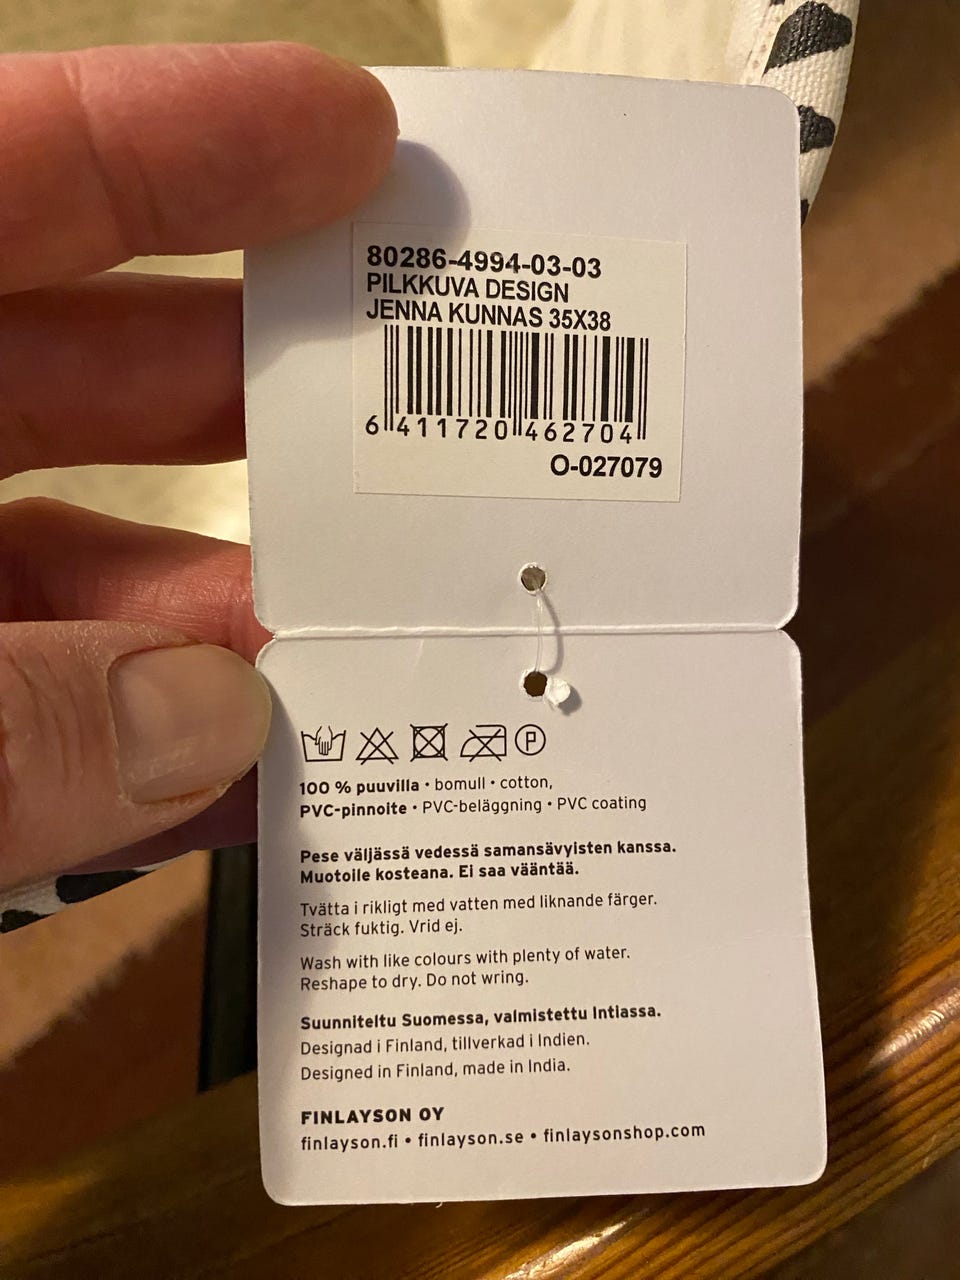 80286-4994-03-03
PILKKUVA DESIGN
JENNA KUNNAS 35X38
6 411720 462704
O-027079
P
100 % puuvilla • bomull • cotton,
PVC-pinnoite • PVC-beläggning • PVC coating
Pese väljässä vedessä samansävyisten kanssa.
Muotoile kosteana. Ei saa vääntää.
Tvätta i rikligt med vatten med liknande färger.
Sträck fuktig. Vrid ej.
Wash with like colours with plenty of water.
Reshape to dry. Do not wring.
Suunniteltu Suomessa, valmistettu Intiassa.
Designad i Finland, tillverkad i Indien.
Designed in Finland, made in India.
FINLAYSON OY
finlayson.fi • finlayson.se • finlaysonshop.com